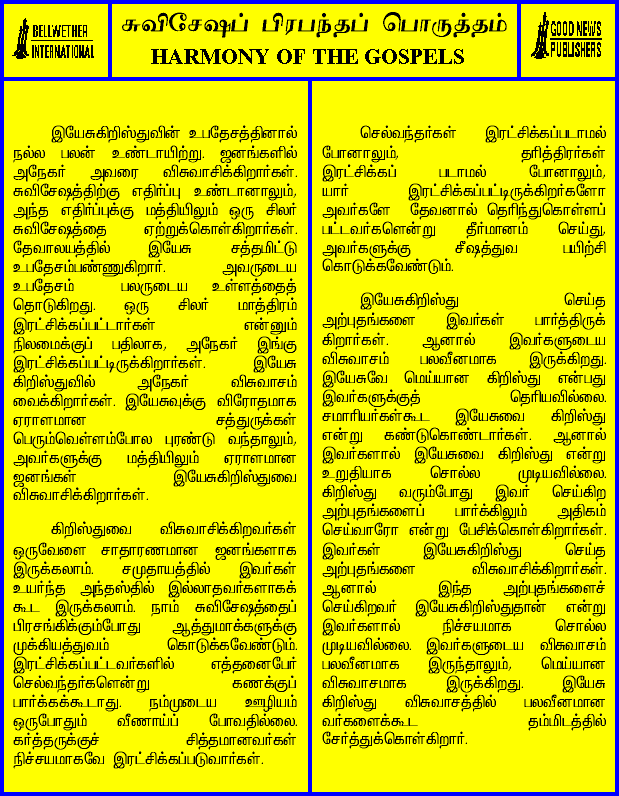 BELLWETHER
INTERNATIONAL
சுவிசேஷப் பிரபந்தப் பொருத்தம்
HARMONY OF THE GOSPELS
GOOD NEWS
PUBLISHERS
இயேசுகிறிஸ்துவின் உபதேசத்தினால்
நல்ல பலன் உண்டாயிற்று. ஜனங்களில்
அநேகர் அவரை விசுவாசிக்கிறார்கள்.
சுவிசேஷத்திற்கு எதிர்ப்பு உண்டானாலும்,
அந்த எதிர்ப்புக்கு மத்தியிலும் ஒரு சிலர்
சுவிசேஷத்தை ஏற்றுக்கொள்கிறார்கள்.
தேவாலயத்தில் இயேசு சத்தமிட்டு
உபதேசம்பண்ணுகிறார். அவருடைய
உபதேசம் பலருடைய உள்ளத்தைத்
தொடுகிறது. ஒரு சிலர் மாத்திரம்
இரட்சிக்கப்பட்டார்கள் என்னும்
நிலமைக்குப் பதிலாக, அநேகர் இங்கு
இரட்சிக்கப்பட்டிருக்கிறார்கள். இயேசு
கிறிஸ்துவில் அநேகர் விசுவாசம்
வைக்கிறார்கள். இயேசுவுக்கு விரோதமாக
ஏராளமான சத்துருக்கள்
பெரும்வெள்ளம்போல புரண்டு வந்தாலும்,
அவர்களுக்கு மத்தியிலும் ஏராளமான
ஜனங்கள் இயேசுகிறிஸ்துவை
விசுவாசிக்கிறார்கள்.
கிறிஸ்துவை விசுவாசிக்கிறவர்கள்
ஒருவேளை சாதாரணமான ஜனங்களாக
இருக்கலாம். சமுதாயத்தில் இவர்கள்
உயர்ந்த அந்தஸ்தில் இல்லாதவர்களாகக்
கூட இருக்கலாம். நாம் சுவிசேஷத்தைப்
பிரசங்கிக்கும்போது ஆத்துமாக்களுக்கு
முக்கியத்துவம் கொடுக்கவேண்டும்.
இரட்சிக்கப்பட்டவர்களில் எத்தனைபேர்
செல்வந்தர்களென்று கணக்குப்
பார்க்கக்கூடாது. நம்முடைய ஊழியம்
ஒருபோதும் வீணாய்ப் போவதில்லை.
கர்த்தருக்குச் சித்தமானவர்கள்
நிச்சயமாகவே இரட்சிக்கப்படுவார்கள்.
செல்வந்தர்கள் இரட்சிக்கப்படாமல்
போனாலும், தரித்திரர்கள்
இரட்சிக்கப் படாமல் போனாலும்,
யார் இரட்சிக்கப்பட்டிருக்கிறார்களோ
அவர்களே தேவனால் தெரிந்துகொள்ளப்
பட்டவர்களென்று தீர்மானம் செய்து,
அவர்களுக்கு சீஷத்துவ பயிற்சி
கொடுக்கவேண்டும்.
இயேசுகிறிஸ்து செய்த
அற்புதங்களை இவர்கள் பார்த்திருக்
கிறார்கள். ஆனால் இவர்களுடைய
விசுவாசம் பலவீனமாக இருக்கிறது.
இயேசுவே மெய்யான கிறிஸ்து என்பது
இவர்களுக்குத் தெரியவில்லை.
சமாரியர்கள்கூட இயேசுவை கிறிஸ்து
என்று கண்டுகொண்டார்கள். ஆனால்
இவர்களால் இயேசுவை கிறிஸ்து என்று
உறுதியாக சொல்ல முடியவில்லை.
கிறிஸ்து வரும்போது இவர் செய்கிற
அற்புதங்களைப் பார்க்கிலும் அதிகம்
செய்வாரோ என்று பேசிக்கொள்கிறார்கள்.
இவர்கள் இயேசுகிறிஸ்து செய்த
அற்புதங்களை விசுவாசிக்கிறார்கள்.
ஆனால் இந்த அற்புதங்களைச்
செய்கிறவர் இயேசுகிறிஸ்துதான் என்று
இவர்களால் நிச்சயமாக சொல்ல
முடியவில்லை. இவர்களுடைய விசுவாசம்
பலவீனமாக இருந்தாலும், மெய்யான
விசுவாசமாக இருக்கிறது. இயேசு
கிறிஸ்து விசுவாசத்தில் பலவீனமான
வர்களைக்கூட தம்மிடத்தில்
சேர்த்துக்கொள்கிறார்.